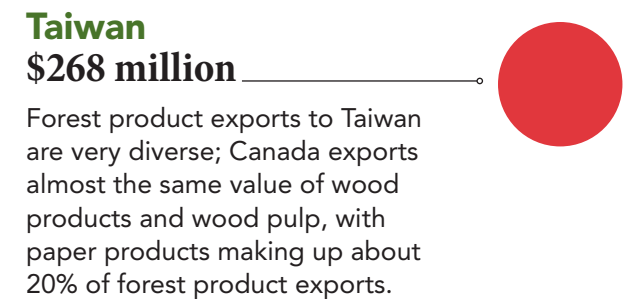 Taiwan
$268 million
Forest product exports to Taiwan
are very diverse; Canada exports
almost the same value of wood
products and wood pulp, with
paper products making up about
20% of forest product exports.